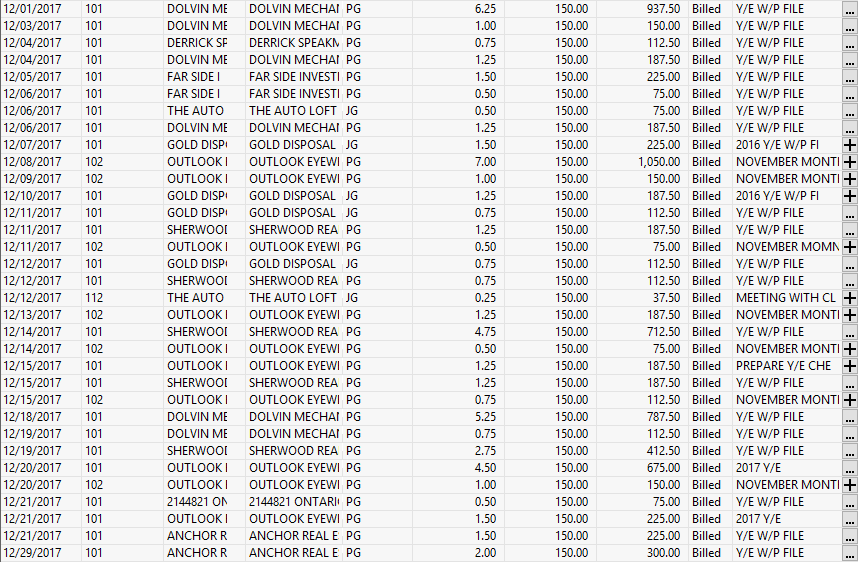 12/01/2017 101 DOLVIN ME DOLVIN MECHAN PG 6.25 150.00 937.50 Billed Y/E W/P FILE ...
12/03/2017 101 DOLVIN ME DOLVIN MECHAN PG 1.00 150.00 150.00 Billed Y/E W/P FILE ...
12/04/2017 101 DERRICK SP DERRICK SPEAKM PG 0.75 150.00 112.50 Billed Y/E W/P FILE ...
12/04/2017 101 DOLVIN ME DOLVIN MECHAN PG 1.25 150.00 187.50 Billed Y/E W/P FILE ...
12/05/2017 101 FAR SIDE I FAR SIDE INVESTI PG 1.50 150.00 225.00 Billed Y/E W/P FILE ...
12/06/2017 101 FAR SIDE I FAR SIDE INVESTI PG 0.50 150.00 75.00 Billed Y/E W/P FILE ...
12/06/2017 101 THE AUTO THE AUTO LOFT JG 0.50 150.00 75.00 Billed Y/E W/P FILE ...
12/06/2017 101 DOLVIN ME DOLVIN MECHAN PG 1.25 150.00 187.50 Billed Y/E W/P FILE ...
12/07/2017 101 GOLD DISP GOLD DISPOSAL JG 1.50 150.00 225.00 Billed 2016 Y/E W/P FI +
12/08/2017 102 OUTLOOK I OUTLOOK EYEWI PG 7.00 150.00 1,050.00 Billed NOVEMBER MONTI +
12/09/2017 102 OUTLOOK I OUTLOOK EYEWI PG 1.00 150.00 150.00 Billed NOVEMBER MONTI +
12/10/2017 101 GOLD DISP GOLD DISPOSAL JG 1.25 150.00 187.50 Billed 2016 Y/E W/P FI +
12/11/2017 101 GOLD DISP GOLD DISPOSAL JG 0.75 150.00 112.50 Billed Y/E W/P FILE ...
12/11/2017 101 SHERWOOD SHERWOOD REA PG 1.25 150.00 187.50 Billed Y/E W/P FILE ...
12/11/2017 102 OUTLOOK I OUTLOOK EYEWI PG 0.50 150.00 75.00 Billed NOVEMBER MOMN +
12/12/2017 101 GOLD DISP GOLD DISPOSAL JG 0.75 150.00 112.50 Billed Y/E W/P FILE ...
12/12/2017 101 SHERWOOD SHERWOOD REA PG 0.75 150.00 112.50 Billed Y/E W/P FILE ...
12/12/2017 112 THE AUTO THE AUTO LOFT JG 0.25 150.00 37.50 Billed MEETING WITH CL +
12/13/2017 102 OUTLOOK I OUTLOOK EYEWI PG 1.25 150.00 187.50 Billed NOVEMBER MONTI +
12/14/2017 101 SHERWOOD SHERWOOD REA PG 4.75 150.00 712.50 Billed Y/E W/P FILE ...
12/14/2017 102 OUTLOOK I OUTLOOK EYEWI PG 0.50 150.00 75.00 Billed NOVEMBER MONTI +
12/15/2017 101 OUTLOOK I OUTLOOK EYEWI PG 1.25 150.00 187.50 Billed PREPARE Y/E CHE +
12/15/2017 101 SHERWOOD SHERWOOD REA PG 1.25 150.00 187.50 Billed Y/E W/P FILE ...
12/15/2017 102 OUTLOOK I OUTLOOK EYEWI PG 0.75 150.00 112.50 Billed NOVEMBER MONTI +
12/18/2017 101 DOLVIN ME DOLVIN MECHAN PG 5.25 150.00 787.50 Billed Y/E W/P FILE ...
12/19/2017 101 DOLVIN ME DOLVIN MECHAN PG 0.75 150.00 112.50 Billed Y/E W/P FILE ...
12/19/2017 101 SHERWOOD SHERWOOD REA PG 2.75 150.00 412.50 Billed Y/E W/P FILE ...
12/20/2017 101 OUTLOOK I OUTLOOK EYEWI PG 4.50 150.00 675.00 Billed 2017 Y/E ...
12/20/2017 102 OUTLOOK I OUTLOOK EYEWI PG 1.00 150.00 150.00 Billed NOVEMBER MONTI +
12/21/2017 101 2144821 ON 2144821 ONTARI PG 0.50 150.00 75.00 Billed Y/E W/P FILE ...
12/21/2017 101 OUTLOOK I OUTLOOK EYEWI PG 1.50 150.00 225.00 Billed 2017 Y/E ...
12/21/2017 101 ANCHOR R ANCHOR REAL E PG 1.50 150.00 225.00 Billed Y/E W/P FILE ...
12/29/2017 101 ANCHOR R ANCHOR REAL E PG 2.00 150.00 300.00 Billed Y/E W/P FILE ...